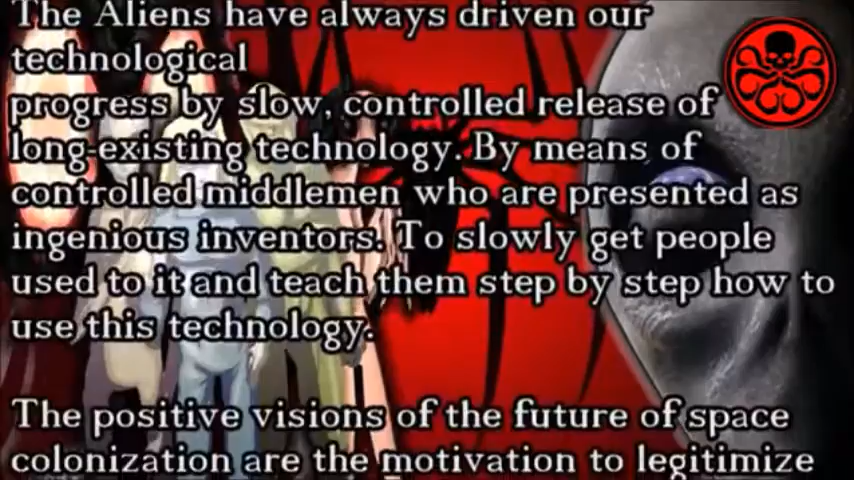 The Aliens have always driven our
technological
progress by slow, controlled release of
long-existing technology. By means of
controlled middlemen who are presented as
ingenious inventors. To slowly get people
used to it and teach them step by step how to
use this technology.
The positive visions of the future of space
colonization are the motivation to legitimize